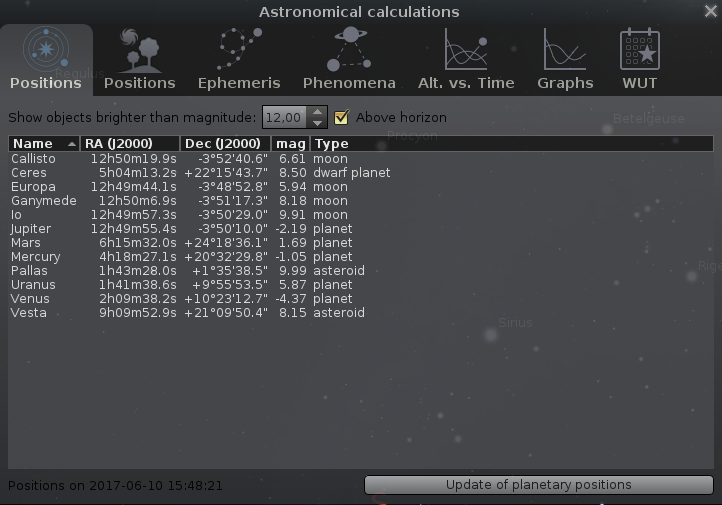 Astronomical calculations
Positions Positions Ephemeris Phenomena Alt. vs. Time Graphs WUT
Regulus
Show objects brighter than magnitude: 12,00 Above horizon
Betelgeuse
Procyon
Name RA (J2000) Dec (J2000) mag Type
Callisto 12h50m19.9s -3°52'40.6" 6.61 moon
Ceres 5h04m13.2s +22°15'43.7" 8.50 dwarf planet
Europa 12h49m44.1s -3°48'52.8" 5.94 moon
Ganymede 12h50m6.9s -3°51'17.3" 8.18 moon
Io 12h49m57.3s -3°50'29.0" 9.91 moon
Jupiter 12h49m55.4s -3°50'10.0" -2.19 planet
Mars 6h15m32.0s +24°18'36.1" 1.69 planet
Mercury 4h18m27.1s +20°32'29.8" -1.05 planet
Pallas 1h43m28.0s +1°35'38.5" 9.99 asteroid
Uranus 1h41m38.6s +9°55'53.5" 5.87 planet
Venus 2h09m38.2s +10°23'12.7" -4.37 planet
Vesta 9h09m52.9s +21°09'50.4" 8.15 asteroid
Sirius
Positions on 2017-06-10 15:48:21 Update of planetary positions